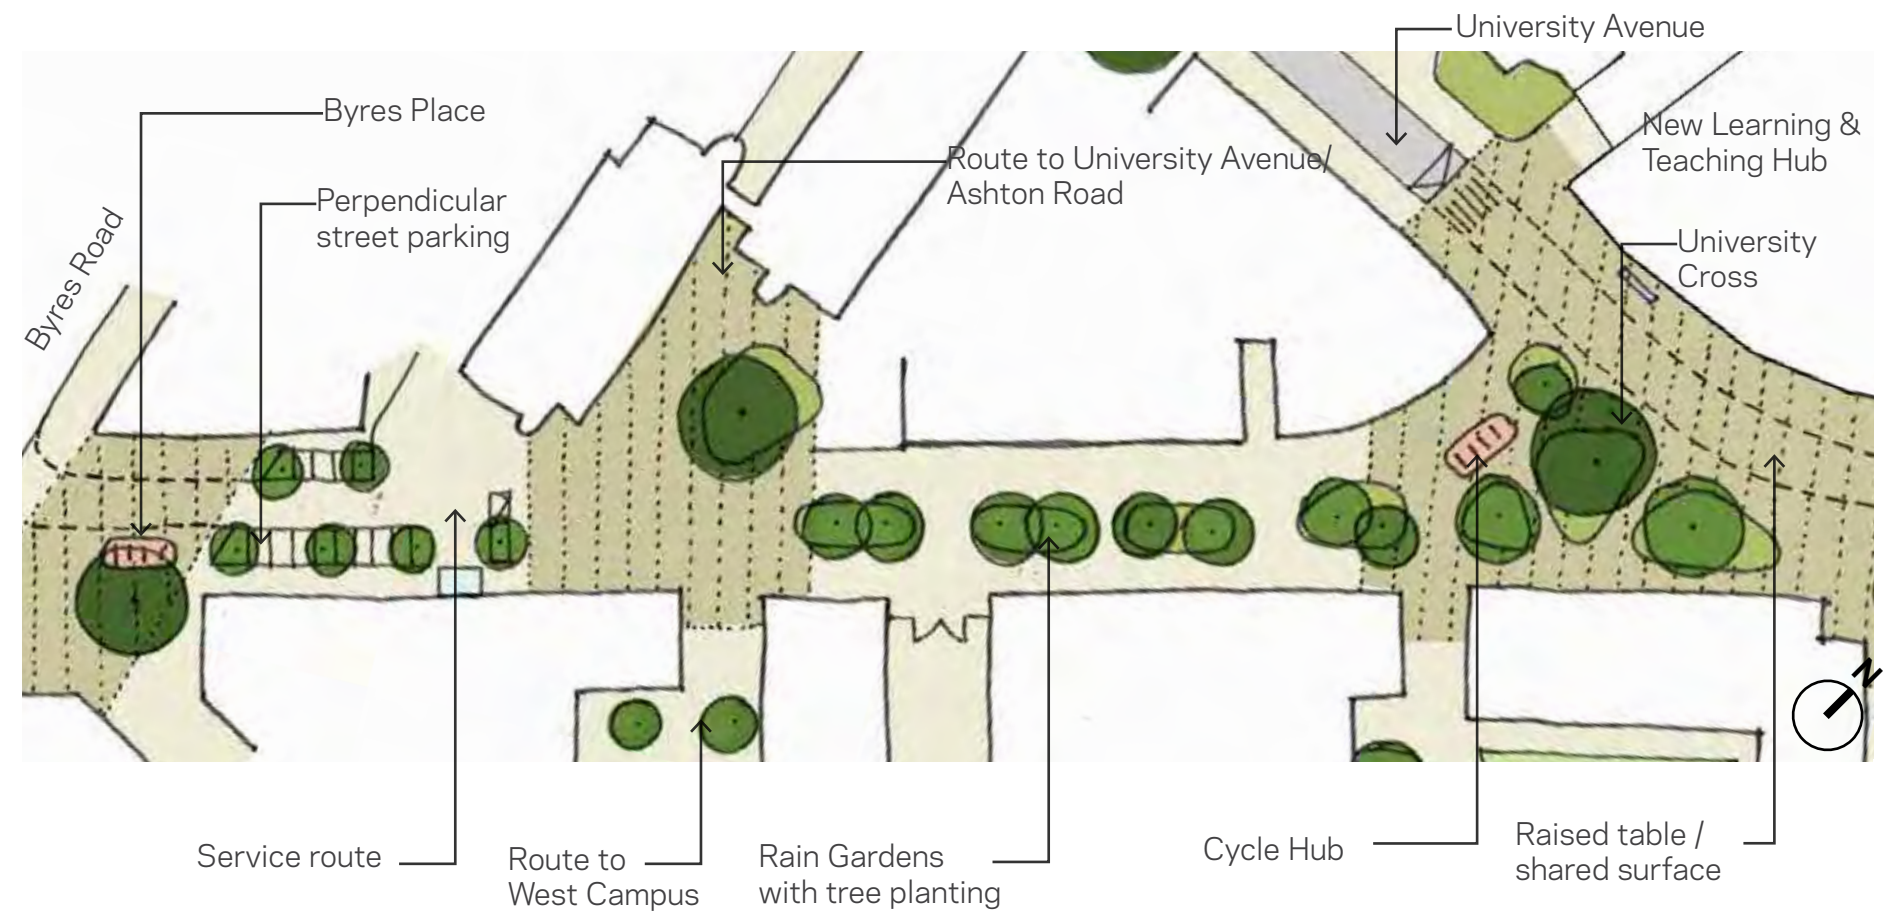 University Avenue
Byres Place
New Learning &
Teaching Hub
Route to University Avenue/
Ashton Road
Perpendicular
street parking
Byres Road
University
Cross
N
Service route
Route to
West Campus
Rain Gardens
with tree planting
Cycle Hub
Raised table /
shared surface